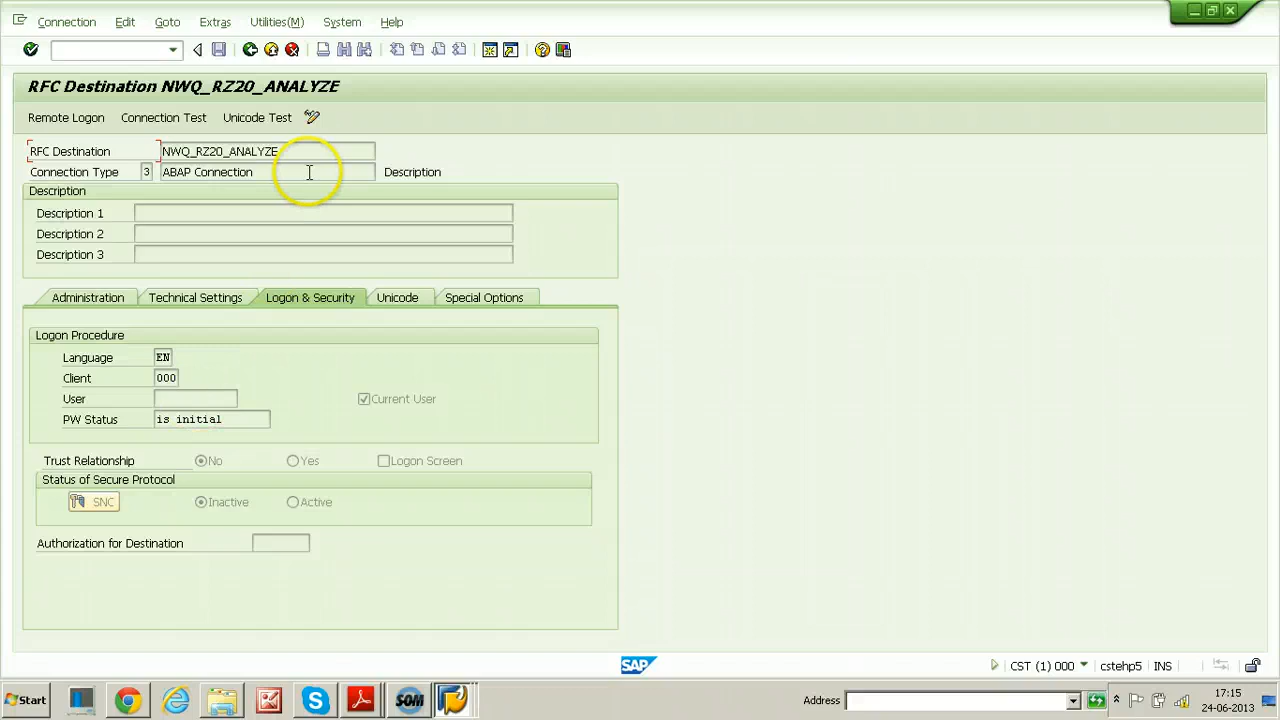 Connection Edit Goto Extras Utilities(M) System Help
RFC Destination NWQ_RZ20_ANALYZE
Remote Logon Connection Test Unicode Test
RFC Destination NWQ_RZ20_ANALYZE
Connection Type 3 ABAP Connection Description
Description
Description 1
Description 2
Description 3
Administration Technical Settings Logon & Security Unicode Special Options
Logon Procedure
Language EN
Client 000
User Current User
PW Status is initial
Trust Relationship No Yes Logon Screen
Status of Secure Protocol
SNC Inactive Active
Authorization for Destination
SAP CST (1) 000 cstehp5 INS
Start SOM Address 17:15
24-06-2013